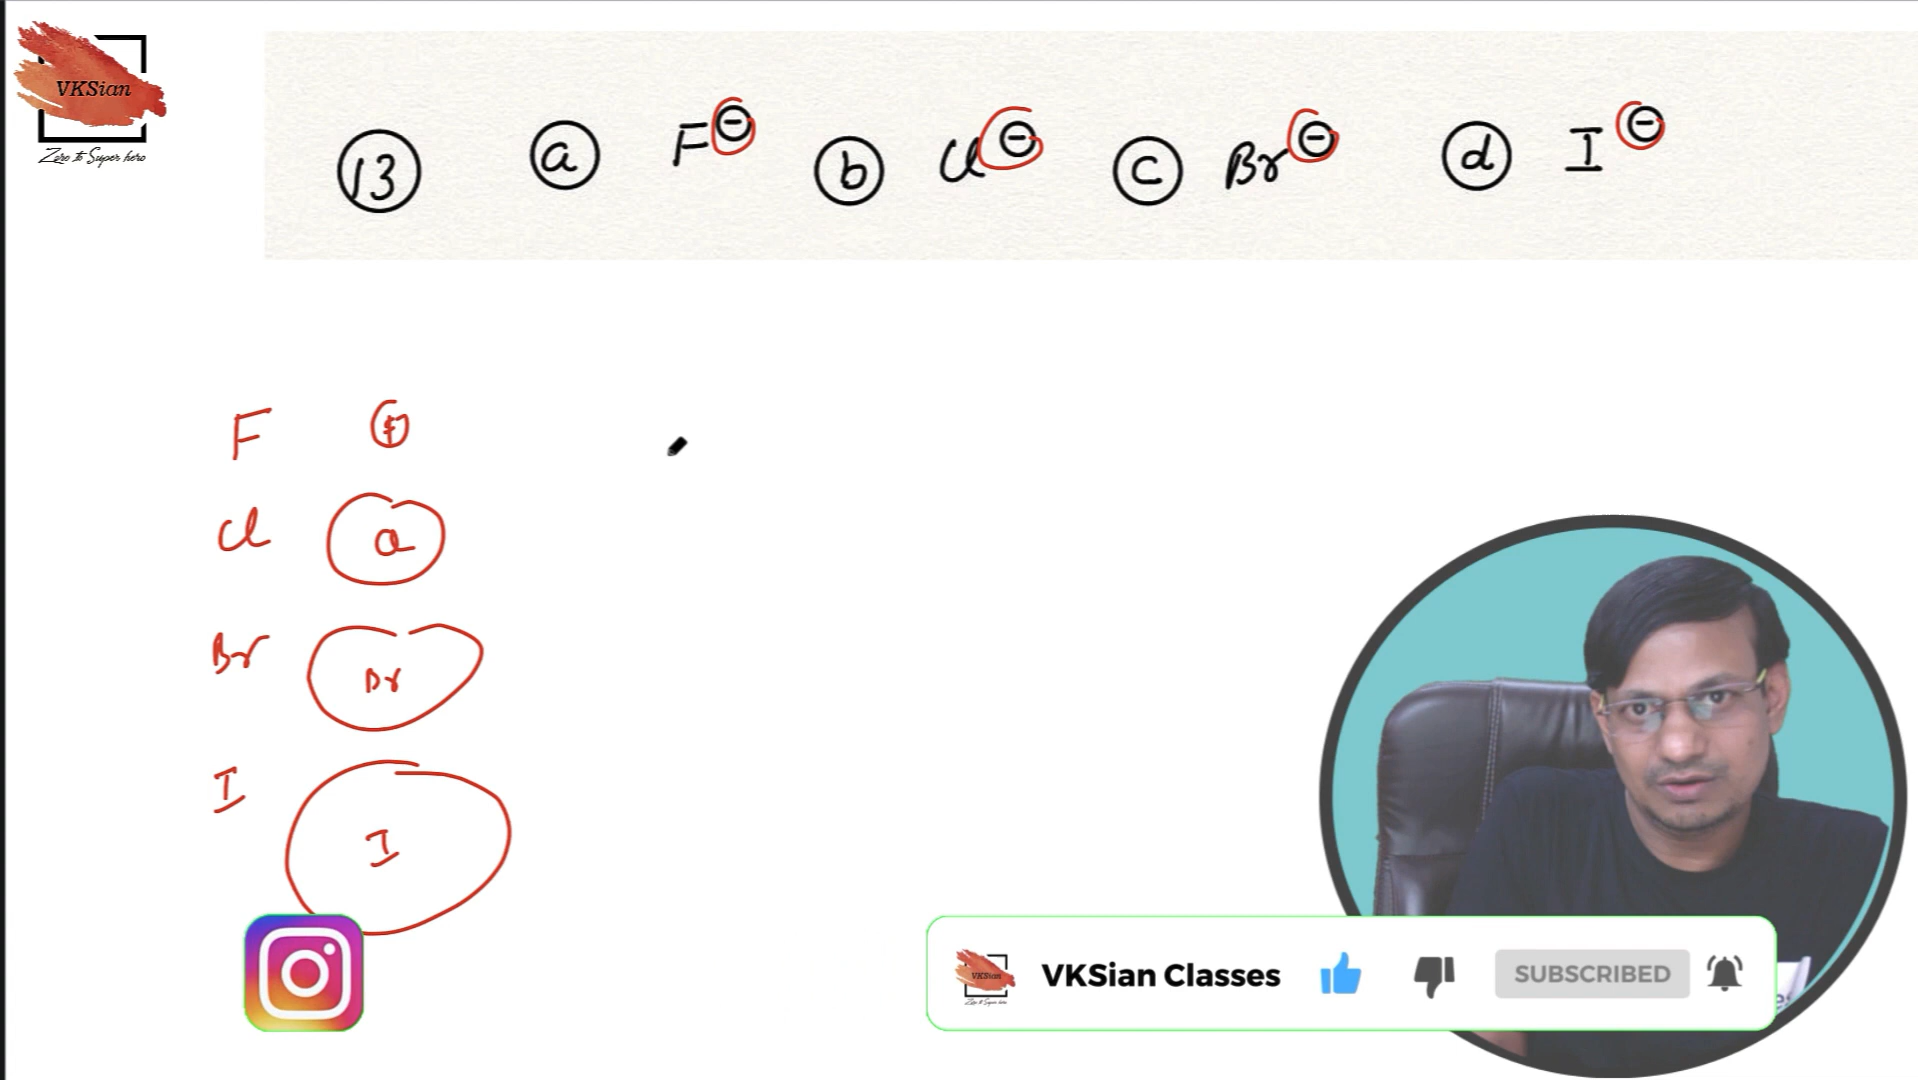 VKSian
Zero to Super hero
13 a F⊖ b Cl⊖ c Br⊖ d I⊖
F F
Cl Cl
Br Br
I I
VKSian
Zero to Super hero
VKSian Classes SUBSCRIBED